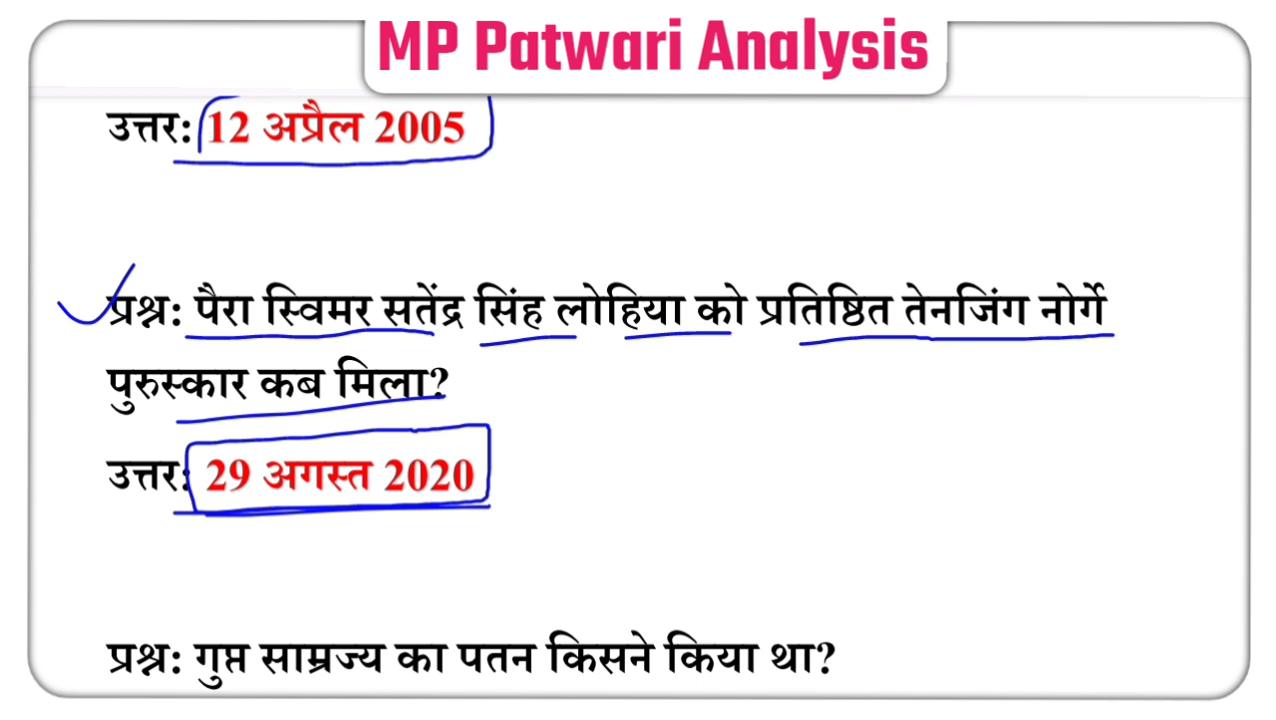 MP Patwari Analysis
उत्तर: 12 अप्रैल 2005
प्रश्न: पैरा स्विमर सतेंद्र सिंह लोहिया को प्रतिष्ठित तेनजिंग नोर्गे
पुरुस्कार कब मिला?
उत्तर: 29 अगस्त 2020
प्रश्न: गुप्त साम्रज्य का पतन किसने किया था?